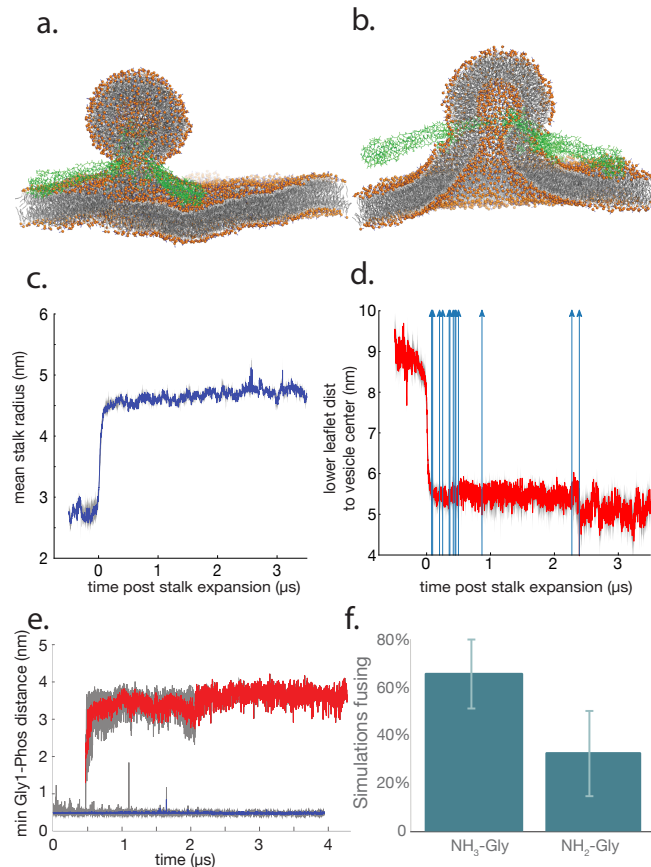 a.
b.
c.
mean stalk radius (nm)
6
5
4
3
2
0
1
2
3
time post stalk expansion (µs)
d.
lower leaflet dist
to vesicle center (nm)
10
9
8
7
6
5
4
0
1
2
3
time post stalk expansion (µs)
e.
min Gly1-Phos distance (nm)
5
4
3
2
1
0
0
1
2
3
4
time (µs)
f.
Simulations fusing
80%
60%
40%
20%
0%
NH3-Gly
NH2-Gly